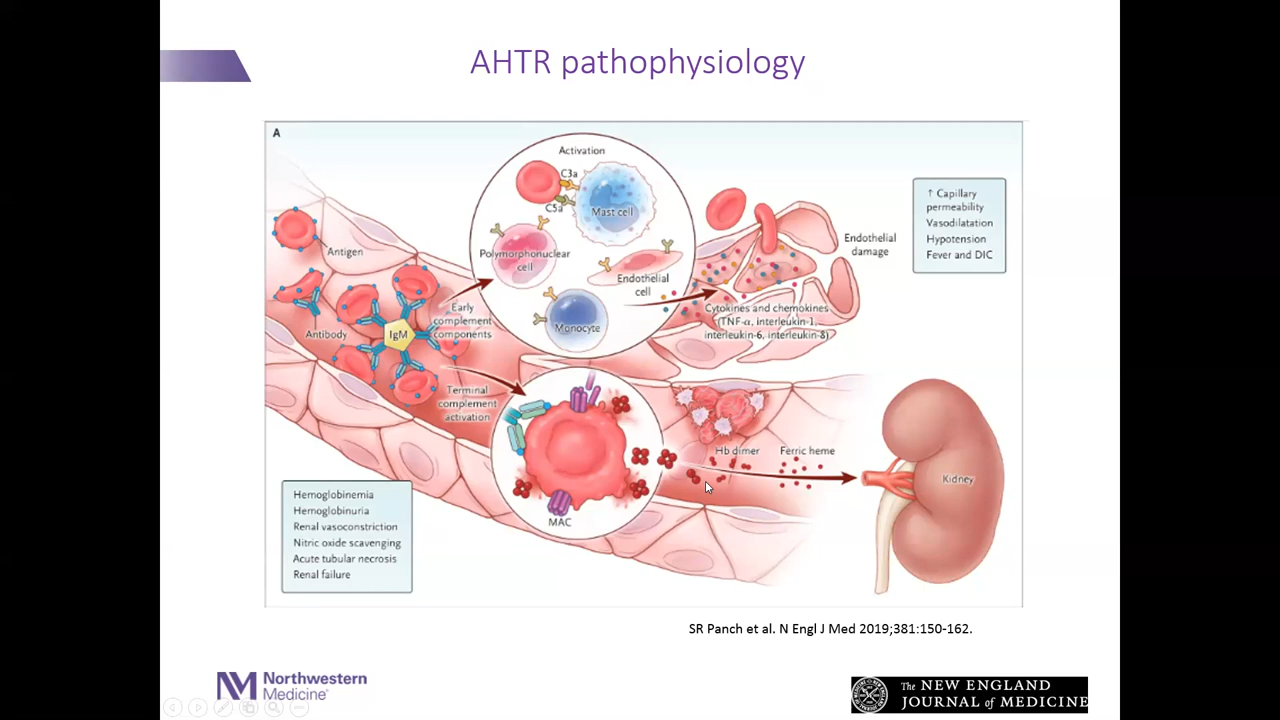 AHTR pathophysiology
A
Activation
C3a
C5a
Mast cell
Polymorphonuclear
cell
Endothelial
cell
Monocyte
Antigen
Antibody
IgM
Early
complement
components
Terminal
complement
activation
MAC
Endothelial
damage
Cytokines and chemokines
(TNF-α, interleukin-1,
interleukin-6, interleukin-8)
↑ Capillary
permeability
Vasodilatation
Hypotension
Fever and DIC
Hb dimer
Ferric heme
Kidney
Hemoglobinemia
Hemoglobinuria
Renal vasoconstriction
Nitric oxide scavenging
Acute tubular necrosis
Renal failure
SR Panch et al. N Engl J Med 2019;381:150-162.
NM Northwestern
Medicine®
The NEW ENGLAND
JOURNAL of MEDICINE